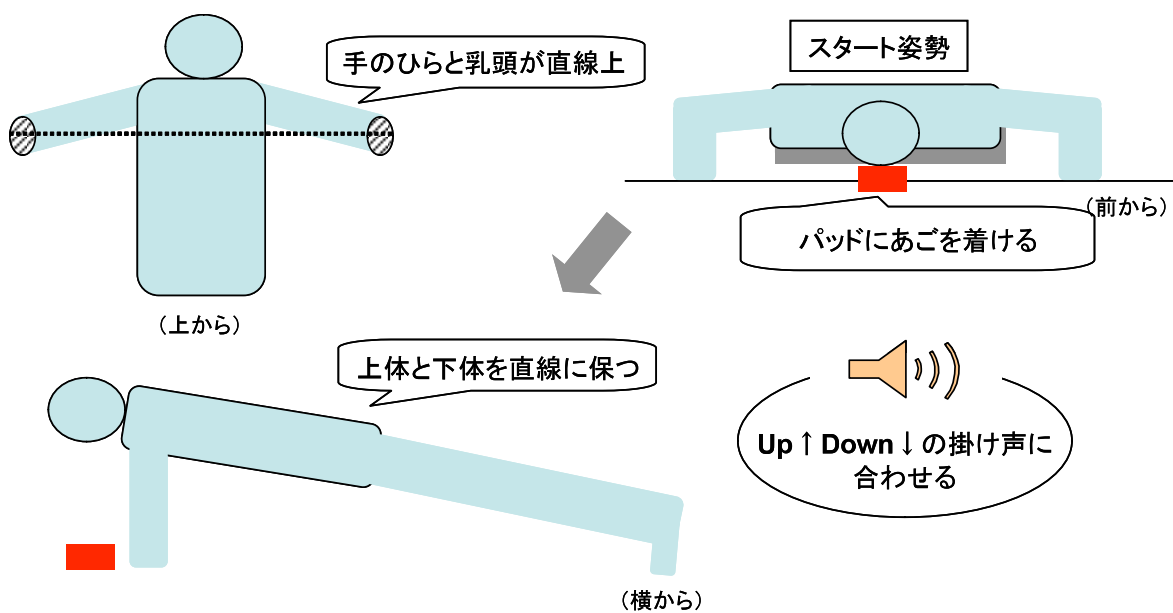 手のひらと乳頭が直線上
スタート姿勢
(前から)
パッドにあごを着ける
(上から)
上体と下体を直線に保つ
Up↑Down↓の掛け声に
合わせる
(横から)